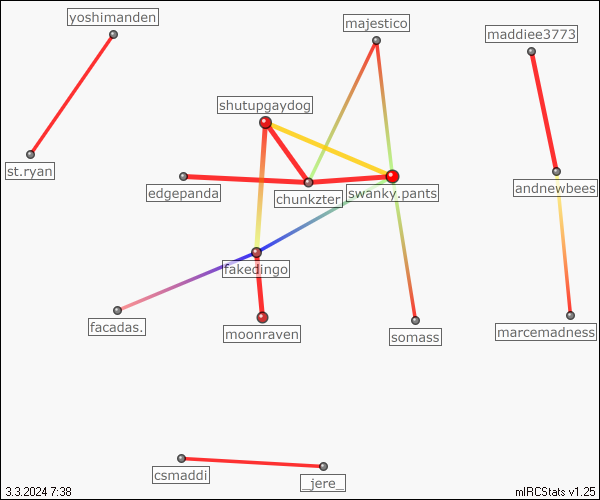 yoshimanden
majestico
maddiee3773
shutupgaydog
st.ryan
edgepanda
chunkzter
swanky.pants
andnewbees
fakedingo
facadas.
moonraven
somass
marcemadness
csmaddi
_jere_
3.3.2024 7:38
mIRCStats v1.25